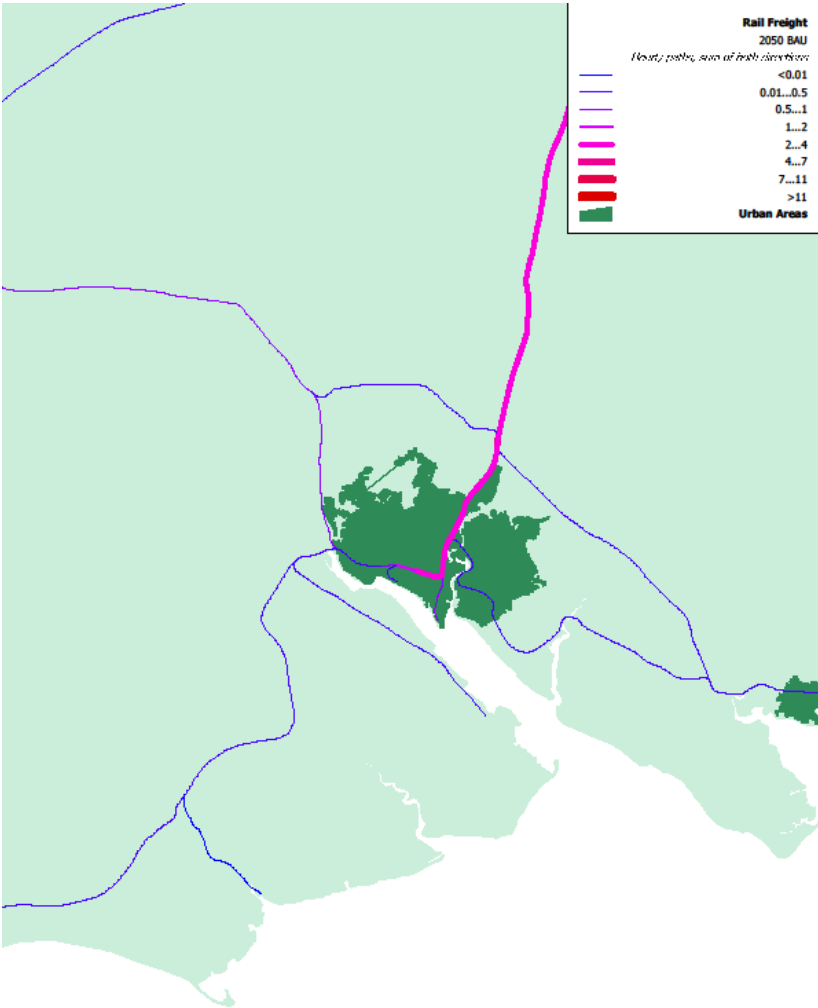 Rail Freight
2050 BAU
Hourly paths, sum of both directions
<0.01
0.01...0.5
0.5...1
1...2
2...4
4...7
7...11
>11
Urban Areas